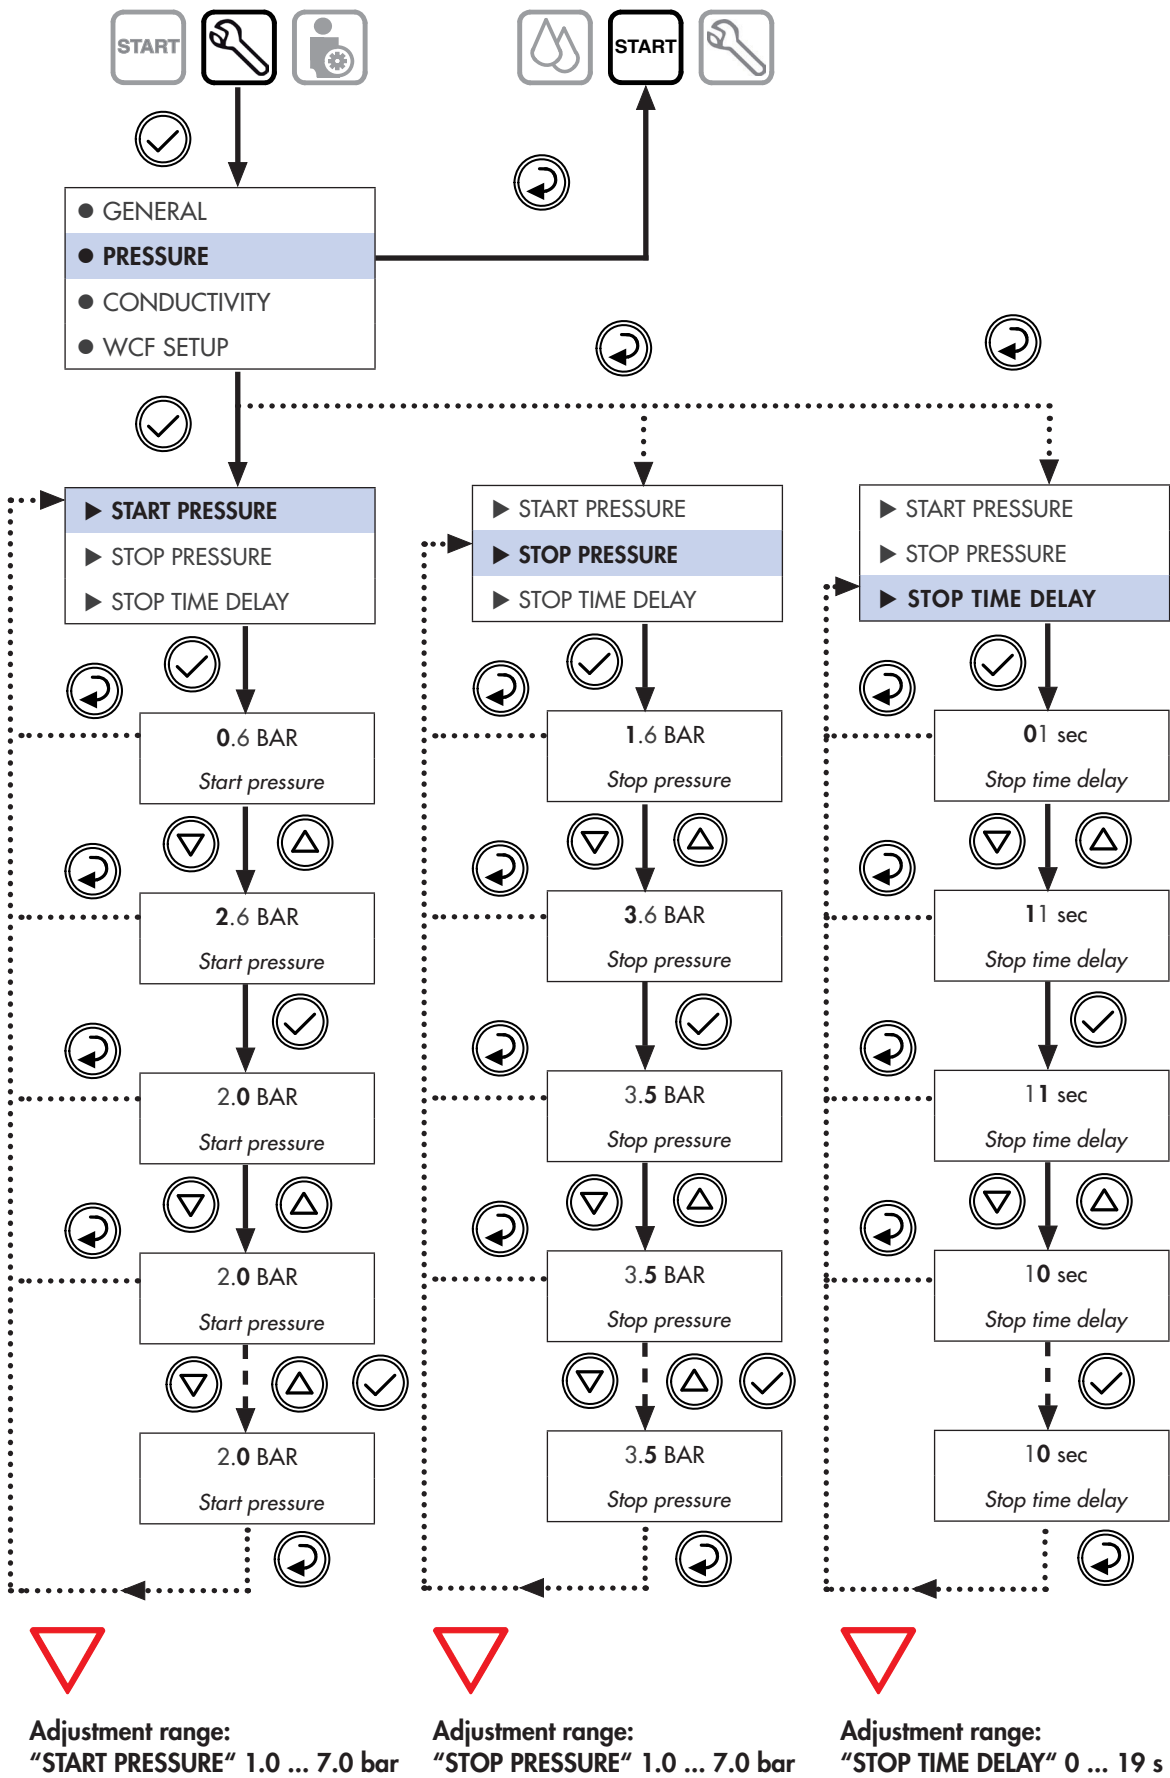 START
START
● GENERAL
● PRESSURE
● CONDUCTIVITY
● WCF SETUP
▶ START PRESSURE
▶ STOP PRESSURE
▶ STOP TIME DELAY
0.6 BAR
Start pressure
2.6 BAR
Start pressure
2.0 BAR
Start pressure
2.0 BAR
Start pressure
2.0 BAR
Start pressure
▶ START PRESSURE
▶ STOP PRESSURE
▶ STOP TIME DELAY
1.6 BAR
Stop pressure
3.6 BAR
Stop pressure
3.5 BAR
Stop pressure
3.5 BAR
Stop pressure
3.5 BAR
Stop pressure
▶ START PRESSURE
▶ STOP PRESSURE
▶ STOP TIME DELAY
01 sec
Stop time delay
11 sec
Stop time delay
11 sec
Stop time delay
10 sec
Stop time delay
10 sec
Stop time delay
Adjustment range:
“START PRESSURE“ 1.0 ... 7.0 bar
Adjustment range:
“STOP PRESSURE“ 1.0 ... 7.0 bar
Adjustment range:
“STOP TIME DELAY“ 0 ... 19 s